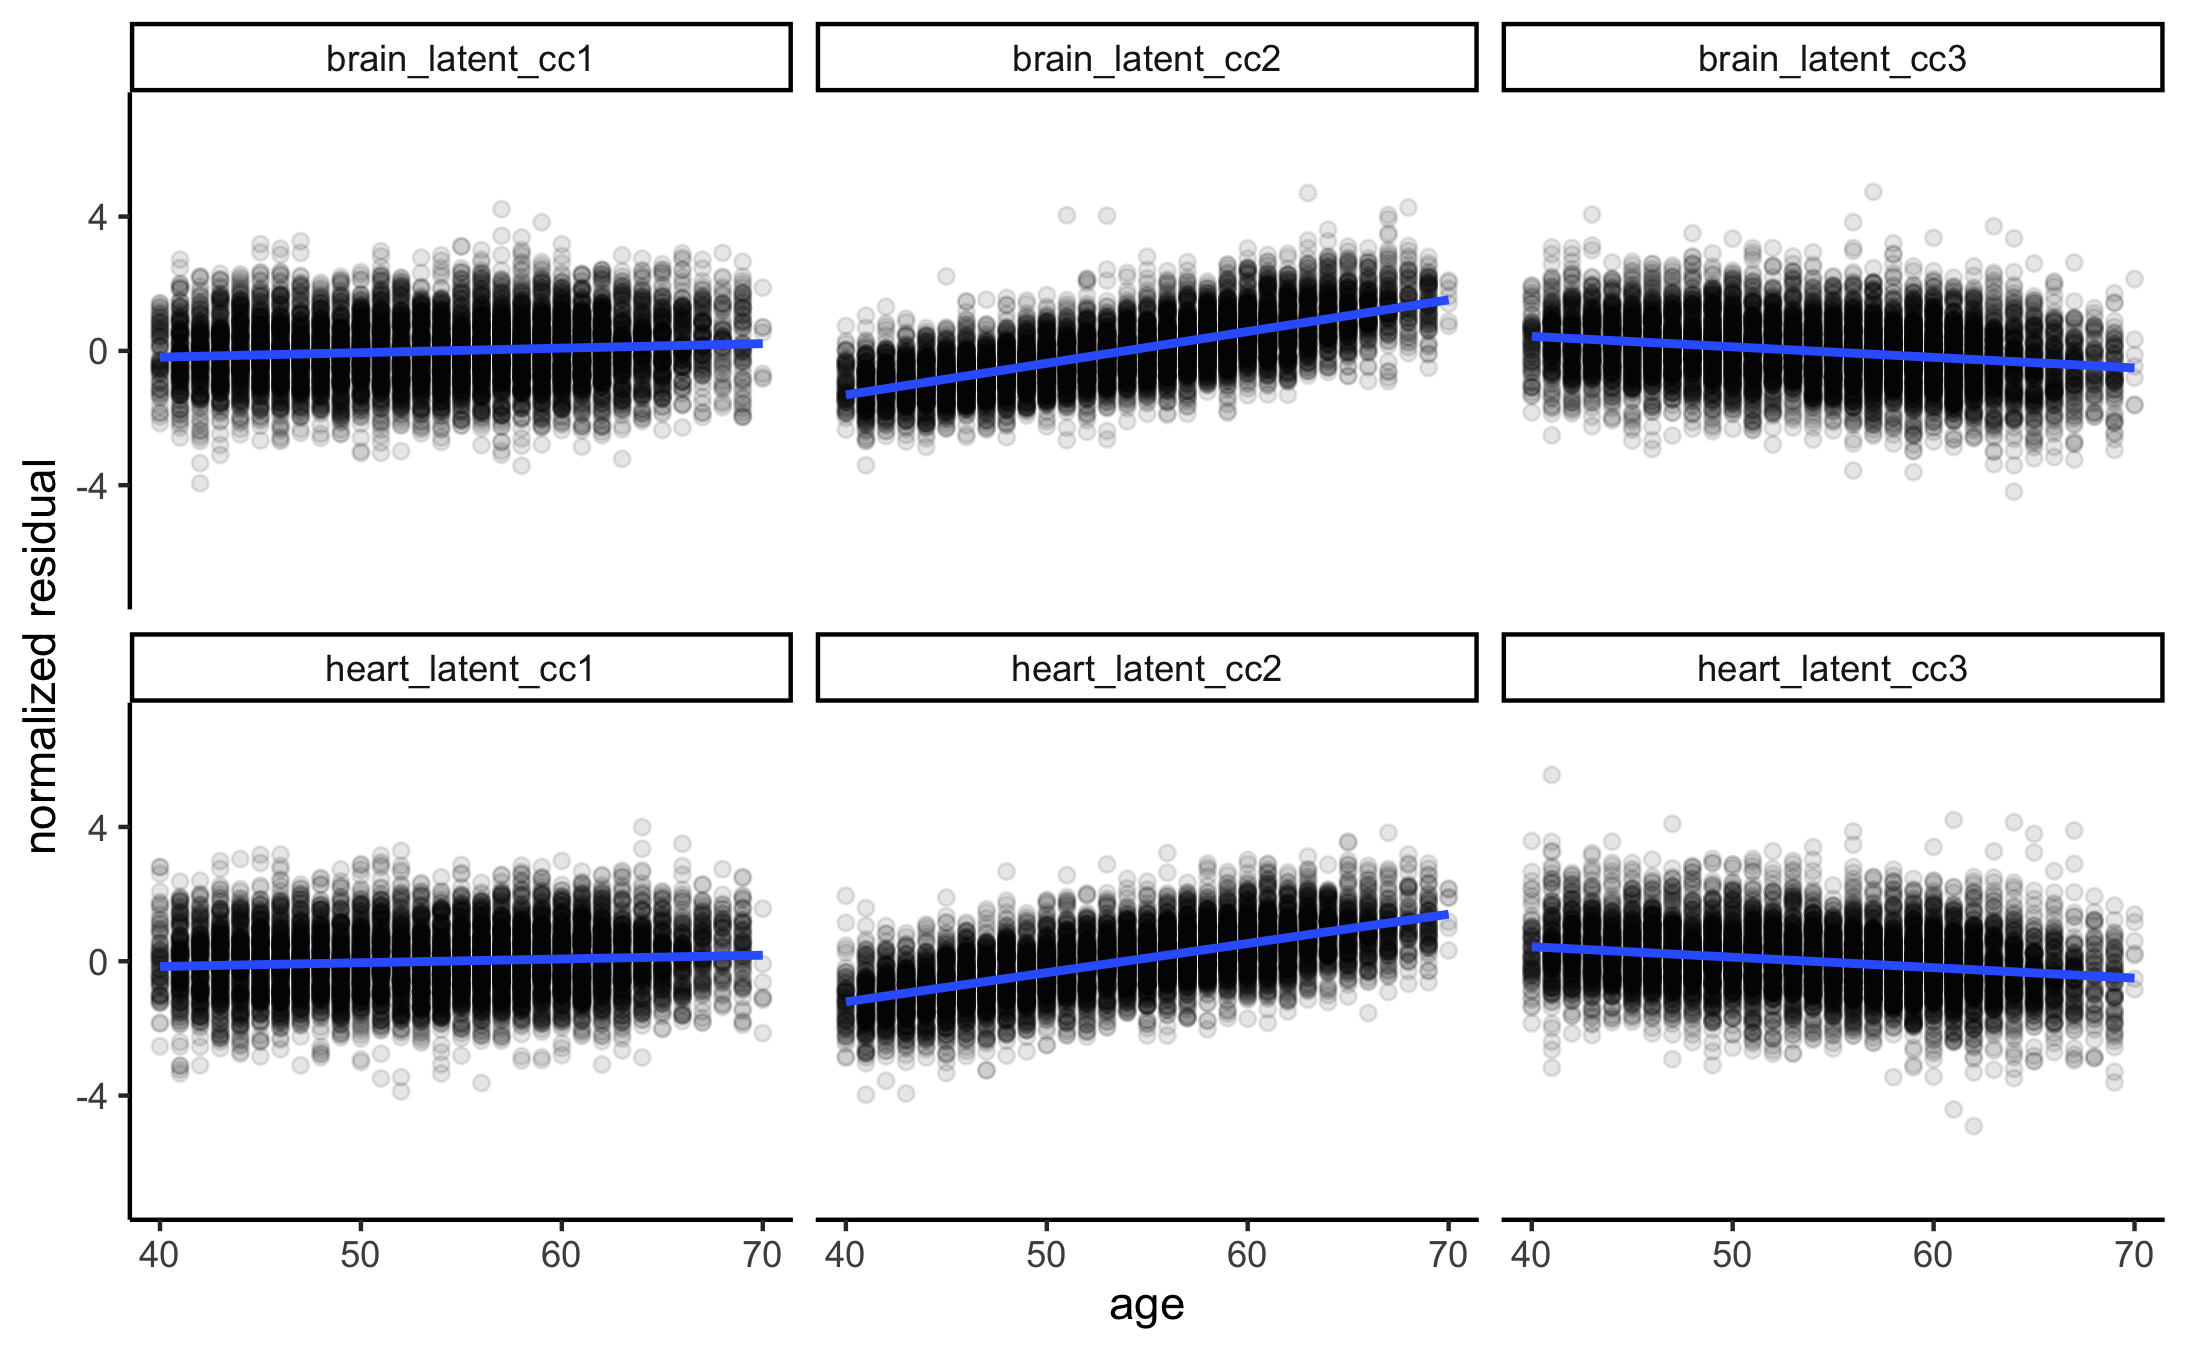 brain_latent_cc1
brain_latent_cc2
brain_latent_cc3
4
0
-4
normalized residual
heart_latent_cc1
heart_latent_cc2
heart_latent_cc3
4
0
-4
40 50 60 70
40 50 60 70
40 50 60 70
age